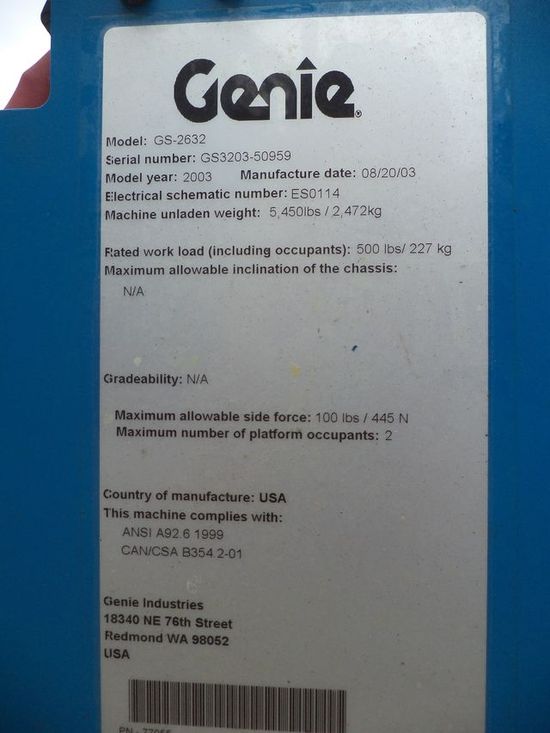 Genie®
Model: GS-2632
Serial number: GS3203-50959
Model year: 2003 Manufacture date: 08/20/03
Electrical schematic number: ES0114
Machine unladen weight: 5,450lbs / 2,472kg
Rated work load (including occupants): 500 lbs/ 227 kg
Maximum allowable inclination of the chassis:
N/A
Gradeability: N/A
Maximum allowable side force: 100 lbs / 445 N
Maximum number of platform occupants: 2
Country of manufacture: USA
This machine complies with:
ANSI A92.6 1999
CAN/CSA B354.2-01
Genie Industries
18340 NE 76th Street
Redmond WA 98052
USA
PN -